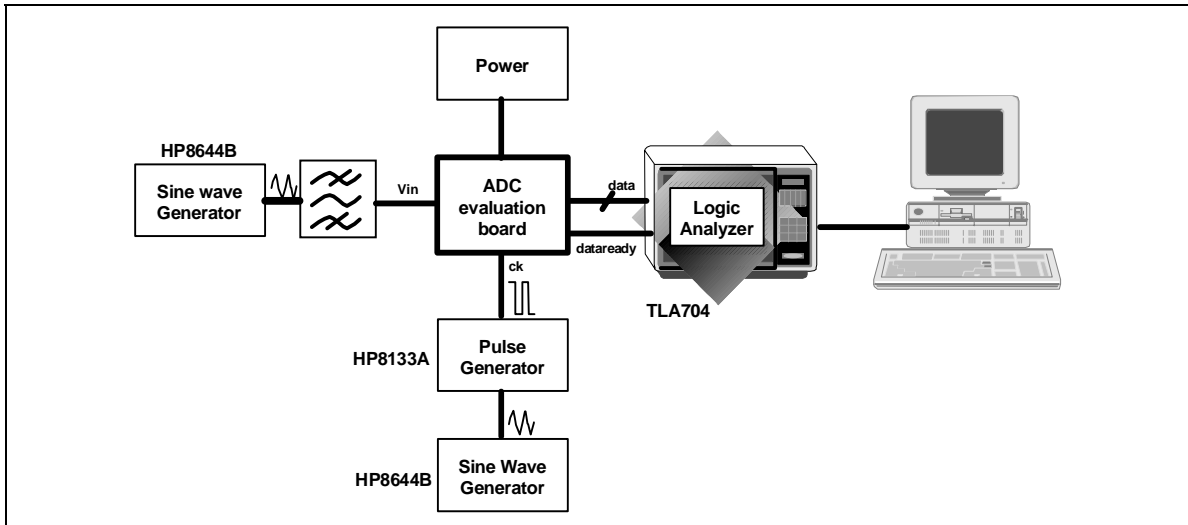 Power
HP8644B
Sine wave
Generator
Vin
ADC
evaluation
board
data
dataready
Logic
Analyzer
TLA704
ck
HP8133A
Pulse
Generator
HP8644B
Sine Wave
Generator